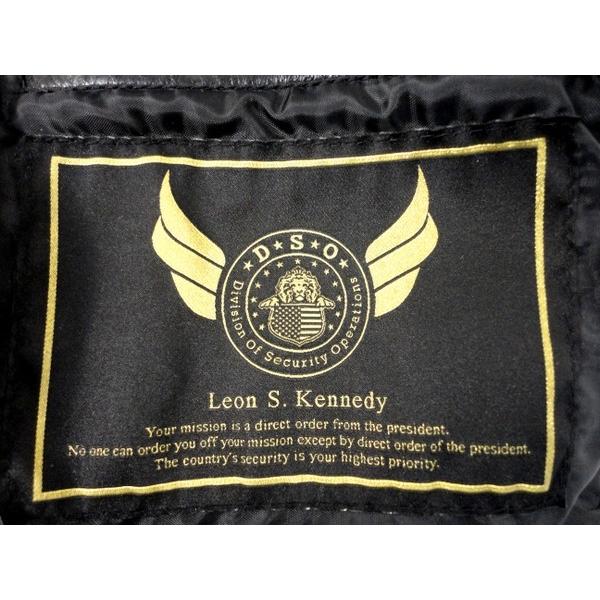 D★S★O
Division Of Security Operations
Leon S. Kennedy
Your mission is a direct order from the president.
No one can order you off your mission except by direct order of the president.
The country's security is your highest priority.